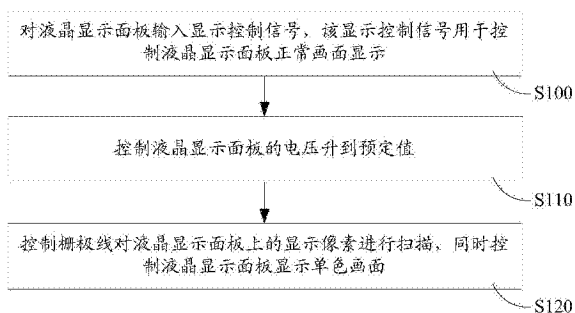 对液晶显示面板输入显示控制信号，该显示控制信号用于控
制液晶显示面板正常画面显示
S100
控制液晶显示面板的电压升到预定值
S110
控制栅极线对液晶显示面板上的显示像素进行扫描，同时控
制液晶显示面板显示单色画面
S120